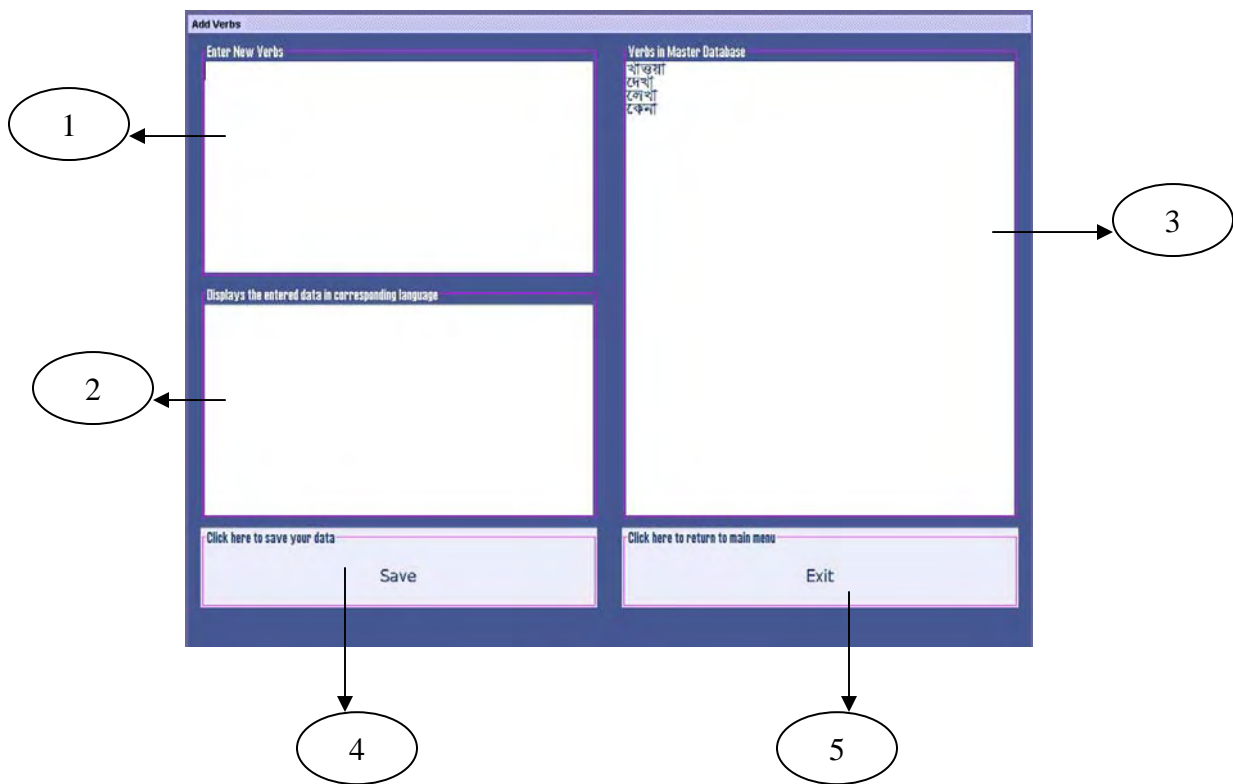 Add Verbs
Enter New Verbs
Verbs in Master Database
খাওয়া
দেখা
লেখা
কেনা
1
3
Displays the entered data in corresponding language
2
Click here to save your data
Save
Click here to return to main menu
Exit
4
5